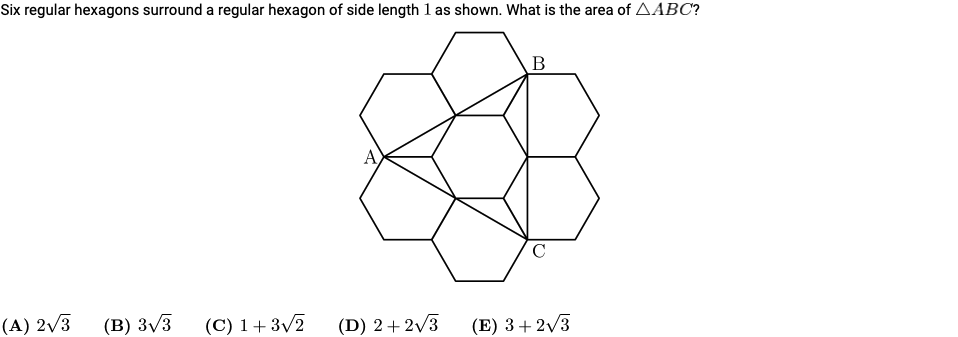 Six regular hexagons surround a regular hexagon of side length 1 as shown. What is the area of △ABC?
B
A
C
(A) 2√3 (B) 3√3 (C) 1 + 3√2 (D) 2 + 2√3 (E) 3 + 2√3